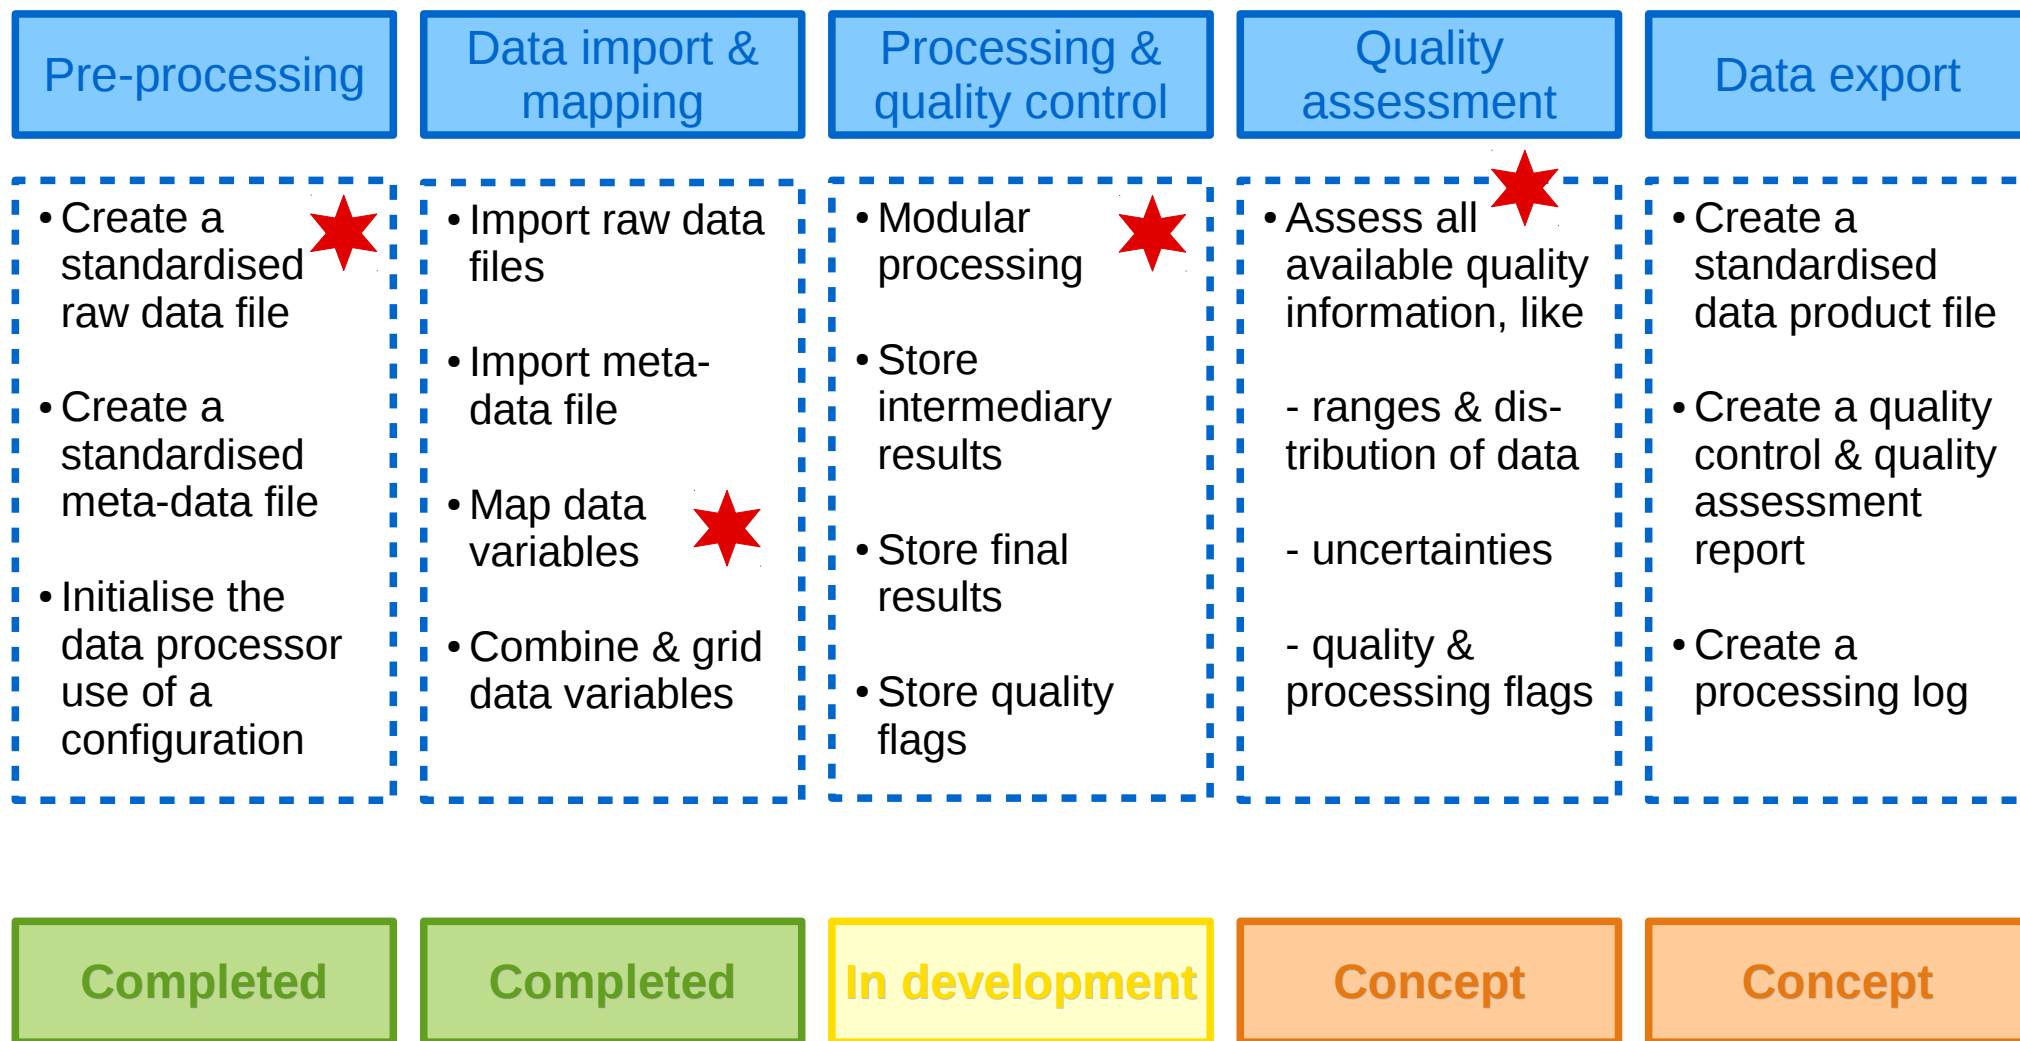 Pre-processing
Data import &
mapping
Processing &
quality control
Quality
assessment
Data export
• Create a
standardised
raw data file
• Create a
standardised
meta-data file
• Initialise the
data processor
use of a
configuration
• Import raw data
files
• Import meta-
data file
• Map data
variables
• Combine & grid
data variables
• Modular
processing
• Store
intermediary
results
• Store final
results
• Store quality
flags
• Assess all
available quality
information, like
- ranges & dis-
tribution of data
- uncertainties
- quality &
processing flags
• Create a
standardised
data product file
• Create a quality
control & quality
assessment
report
• Create a
processing log
Completed
Completed
In development
Concept
Concept